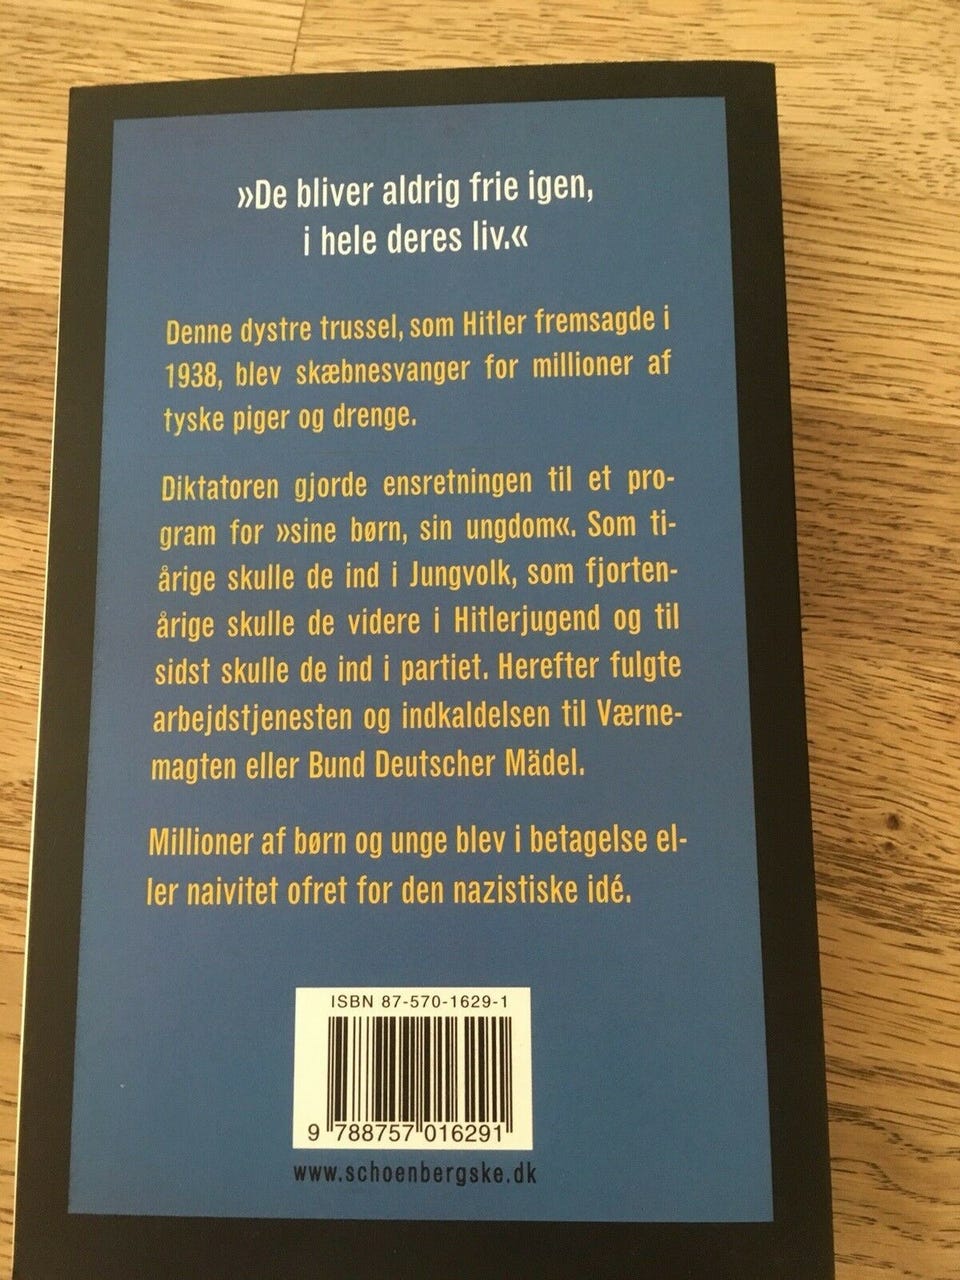 »De bliver aldrig frie igen,
i hele deres liv.«
Denne dystre trussel, som Hitler fremsagde i
1938, blev skæbnesvanger for millioner af
tyske piger og drenge.
Diktatoren gjorde ensretningen til et pro-
gram for »sine børn, sin ungdom«. Som ti-
årige skulle de ind i Jungvolk, som fjorten-
årige skulle de videre i Hitlerjugend og til
sidst skulle de ind i partiet. Herefter fulgte
arbejdstjenesten og indkaldelsen til Værne-
magten eller Bund Deutscher Mädel.
Millioner af børn og unge blev i betagelse el-
ler naivitet ofret for den nazistiske idé.
ISBN 87-570-1629-1
9 788757 016291
www.schoenbergske.dk